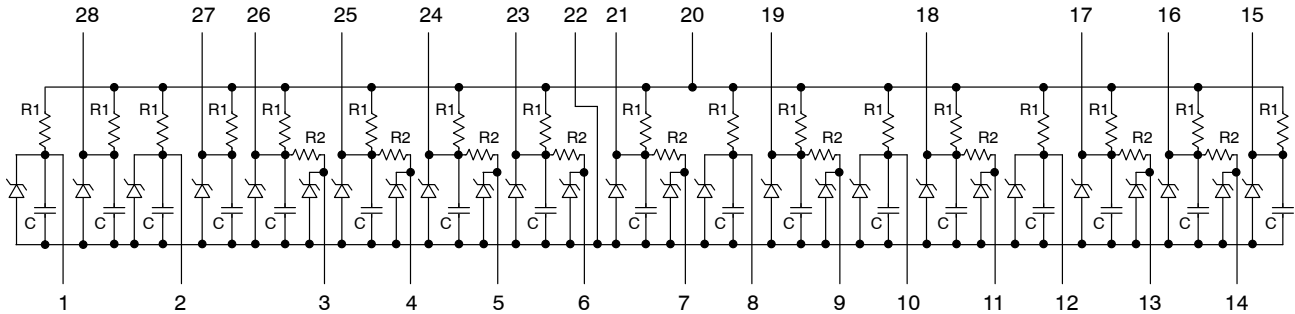 28 27 26 25 24 23 22 21 20 19 18 17 16 15
R1 R1 R1 R1 R1 R1 R1 R1 R1 R1 R1 R1 R1 R1 R1 R1 R1
R2 R2 R2 R2 R2 R2 R2 R2 R2
C C C C C C C C C C C C C C C C C
1 2 3 4 5 6 7 8 9 10 11 12 13 14